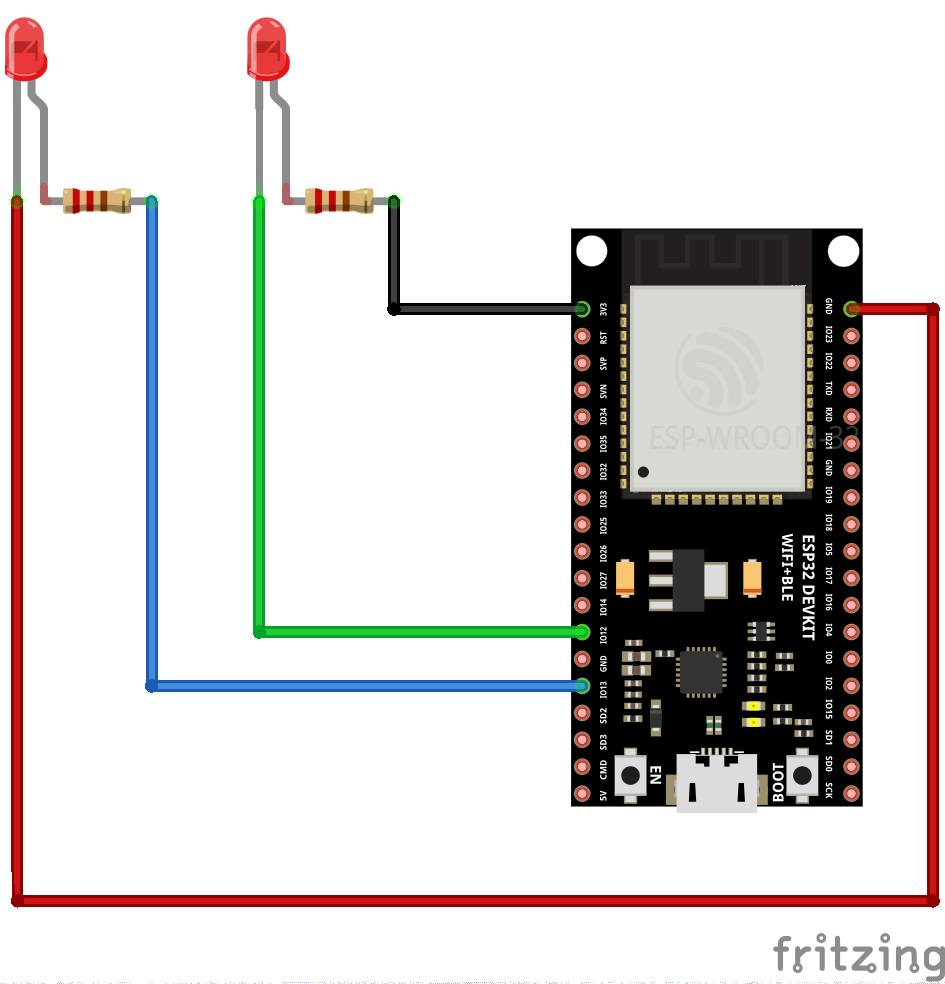 3V3
RST
SVP
SVN
IO34
IO35
IO32
IO33
IO25
IO26
IO27
IO14
IO12
GND
IO13
SD2
SD3
CMD
5V
GND
IO23
IO22
TXD
RXD
IO21
GND
IO19
IO18
IO5
IO17
IO16
IO4
IO0
IO2
IO15
SD1
SD0
SCK
ESP-WROOM-32
ESP32 DEVKIT
WIFI+BLE
EN
BOOT
fritzing